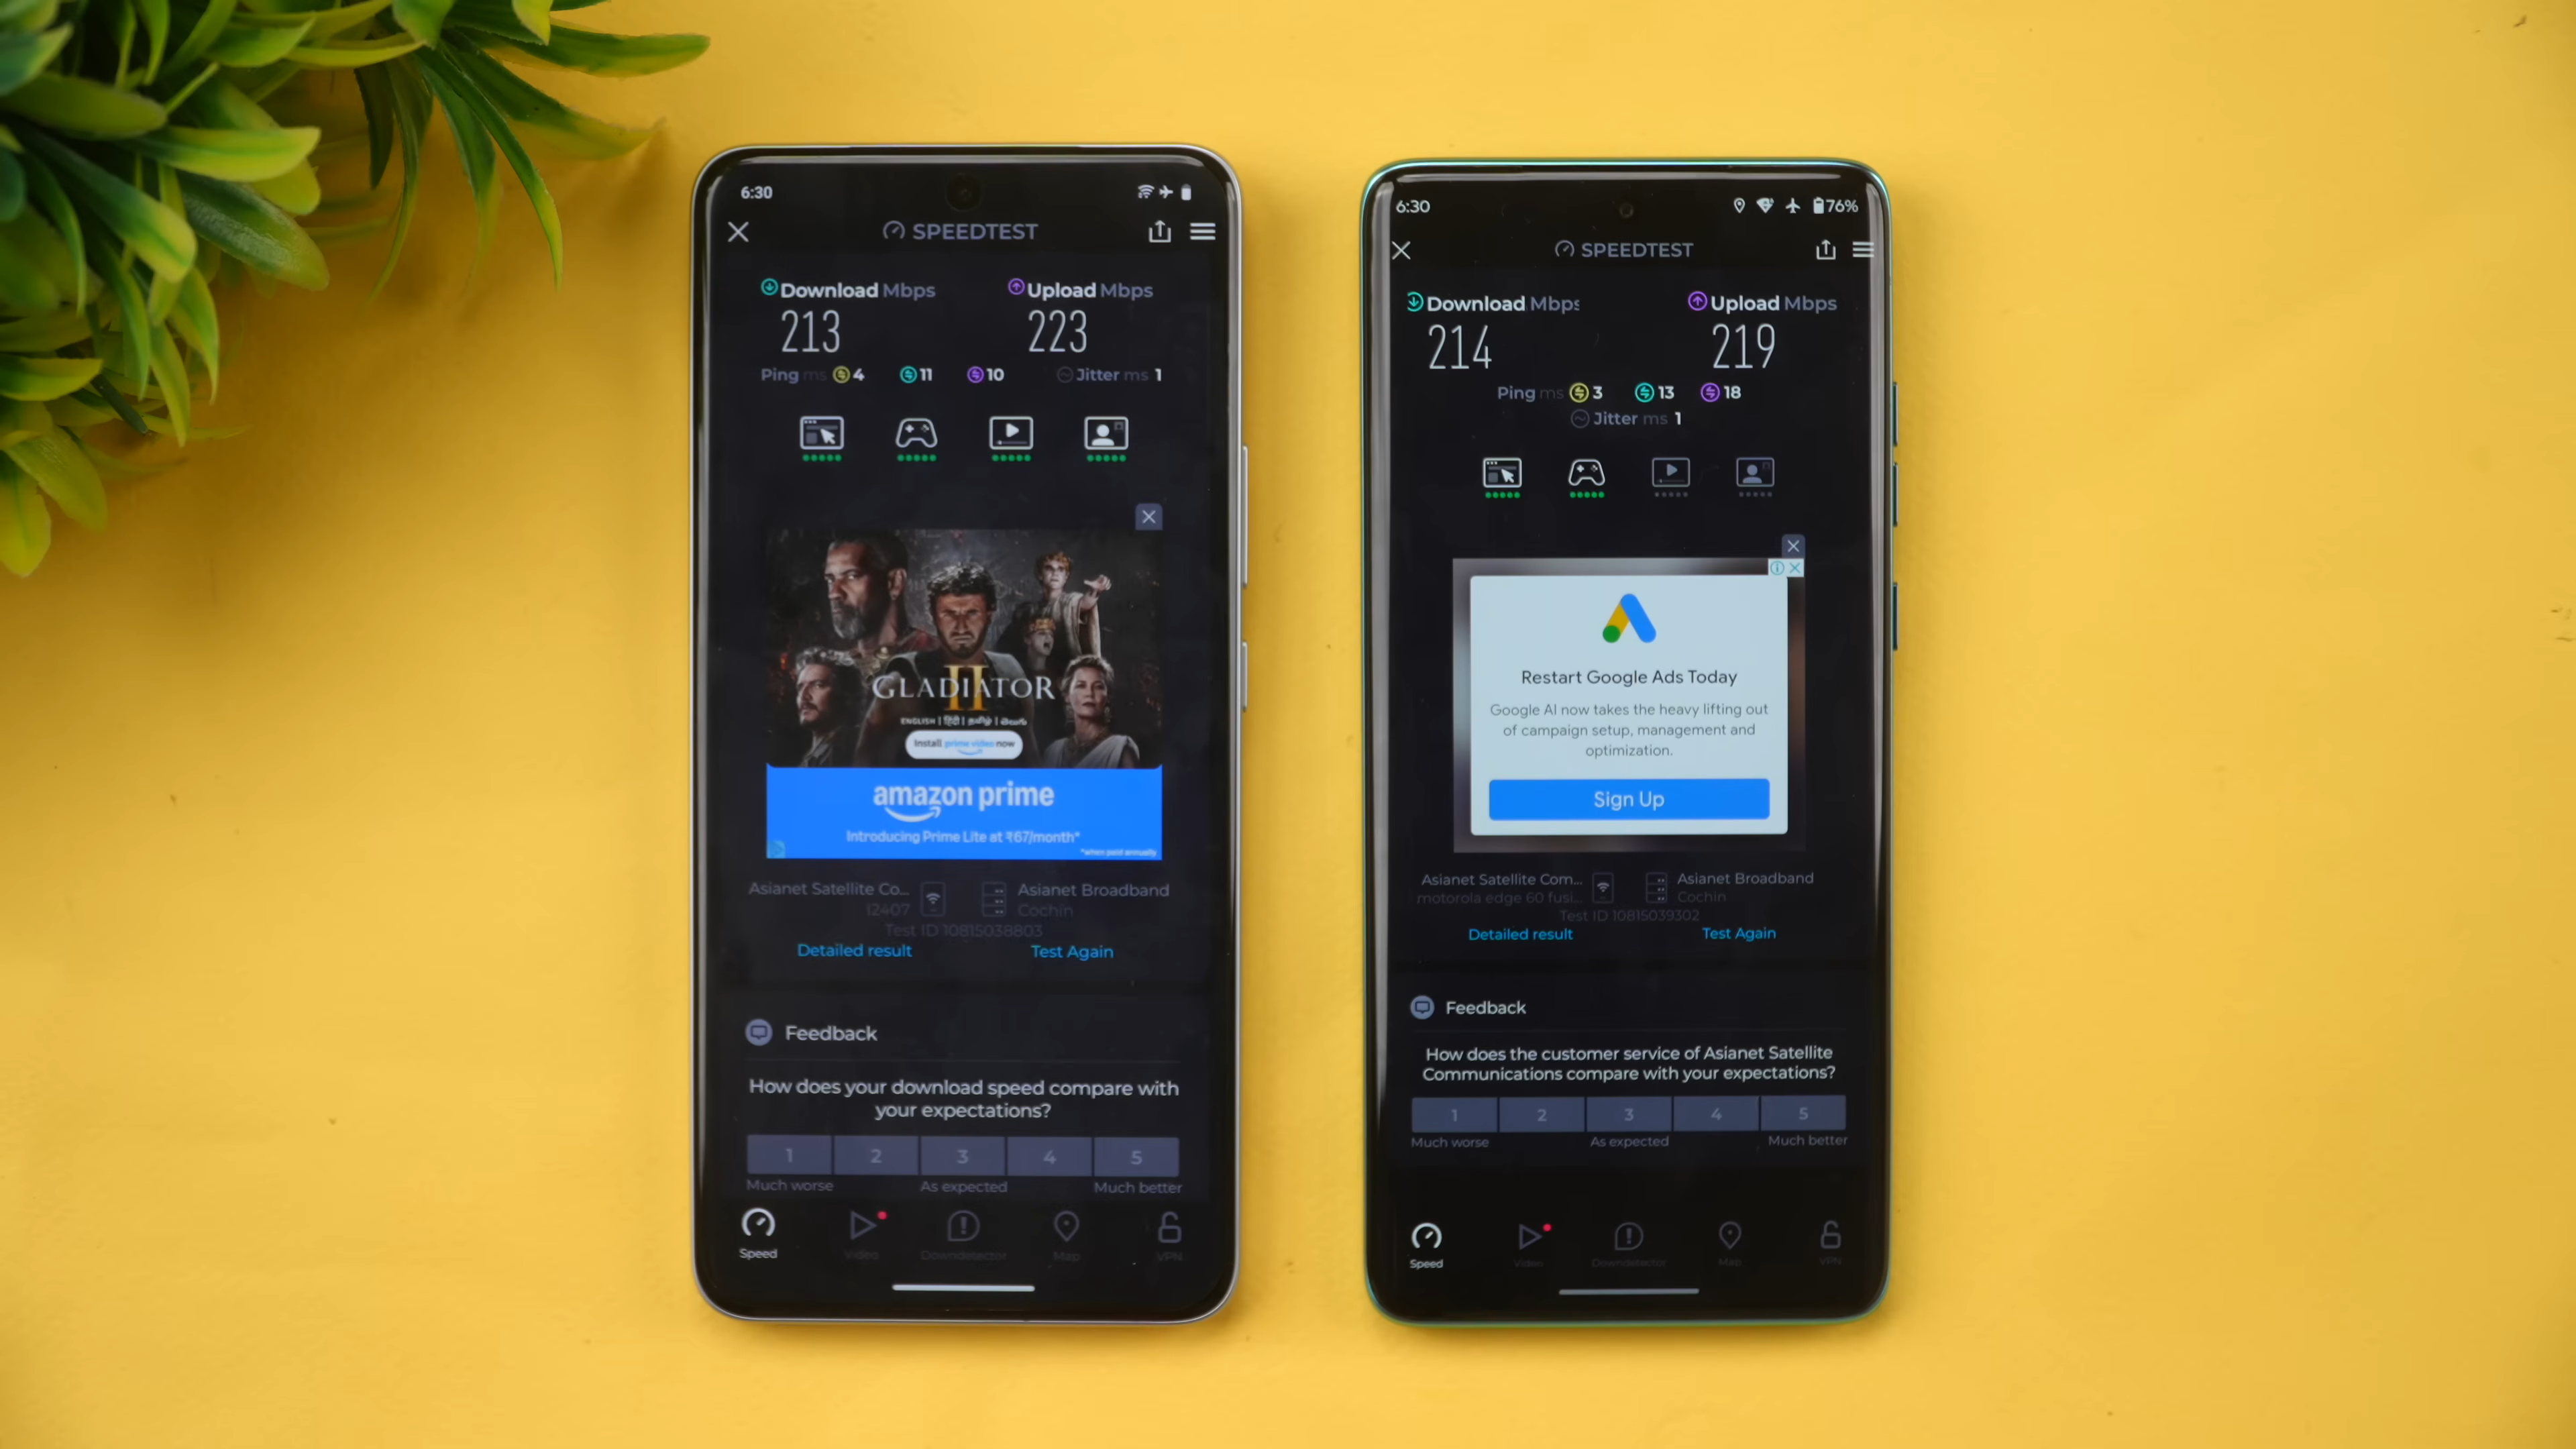 6:30
SPEEDTEST
Download Mbps
Upload Mbps
213
223
Ping ms 4 11 10 Jitter ms 1
GLADIATOR
II
ENGLISH | हिंदी | தமிழ் | తెలుగు
Install prime video now
amazon prime
Introducing Prime Lite at ₹67/month*
*when paid annually
Asianet Satellite Co...
I2407
Asianet Broadband
Cochin
Test ID 10815038803
Detailed result
Test Again
Feedback
How does your download speed compare with
your expectations?
1 2 3 4 5
Much worse As expected Much better
Speed Video Downdetector Map VPN
6:30
76%
SPEEDTEST
Download Mbps
Upload Mbps
214
219
Ping ms 3 13 18
Jitter ms 1
Restart Google Ads Today
Google AI now takes the heavy lifting out
of campaign setup, management and
optimization.
Sign Up
Asianet Satellite Com...
motorola edge 60 fusi...
Asianet Broadband
Cochin
Test ID 10815039302
Detailed result
Test Again
Feedback
How does the customer service of Asianet Satellite
Communications compare with your expectations?
1 2 3 4 5
Much worse As expected Much better
Speed Video Downdetector Map VPN